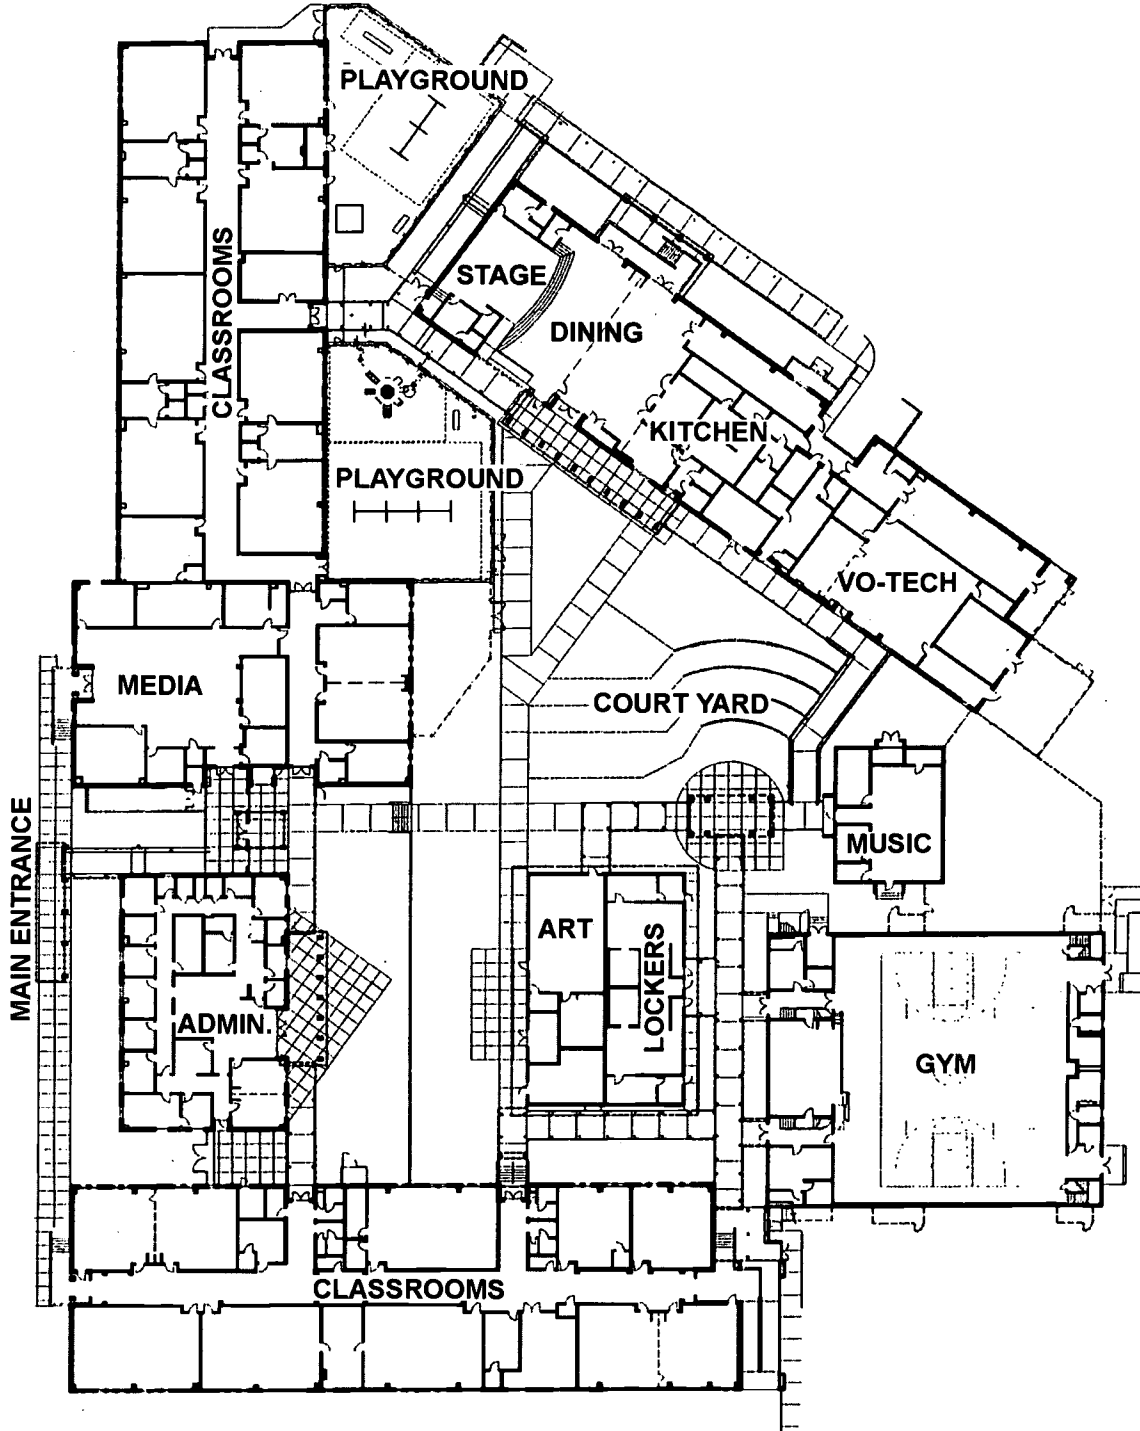 PLAYGROUND
CLASSROOMS
STAGE
DINING
KITCHEN
PLAYGROUND
VO-TECH
MEDIA
COURT YARD
MAIN ENTRANCE
MUSIC
ART
LOCKERS
ADMIN.
GYM
CLASSROOMS